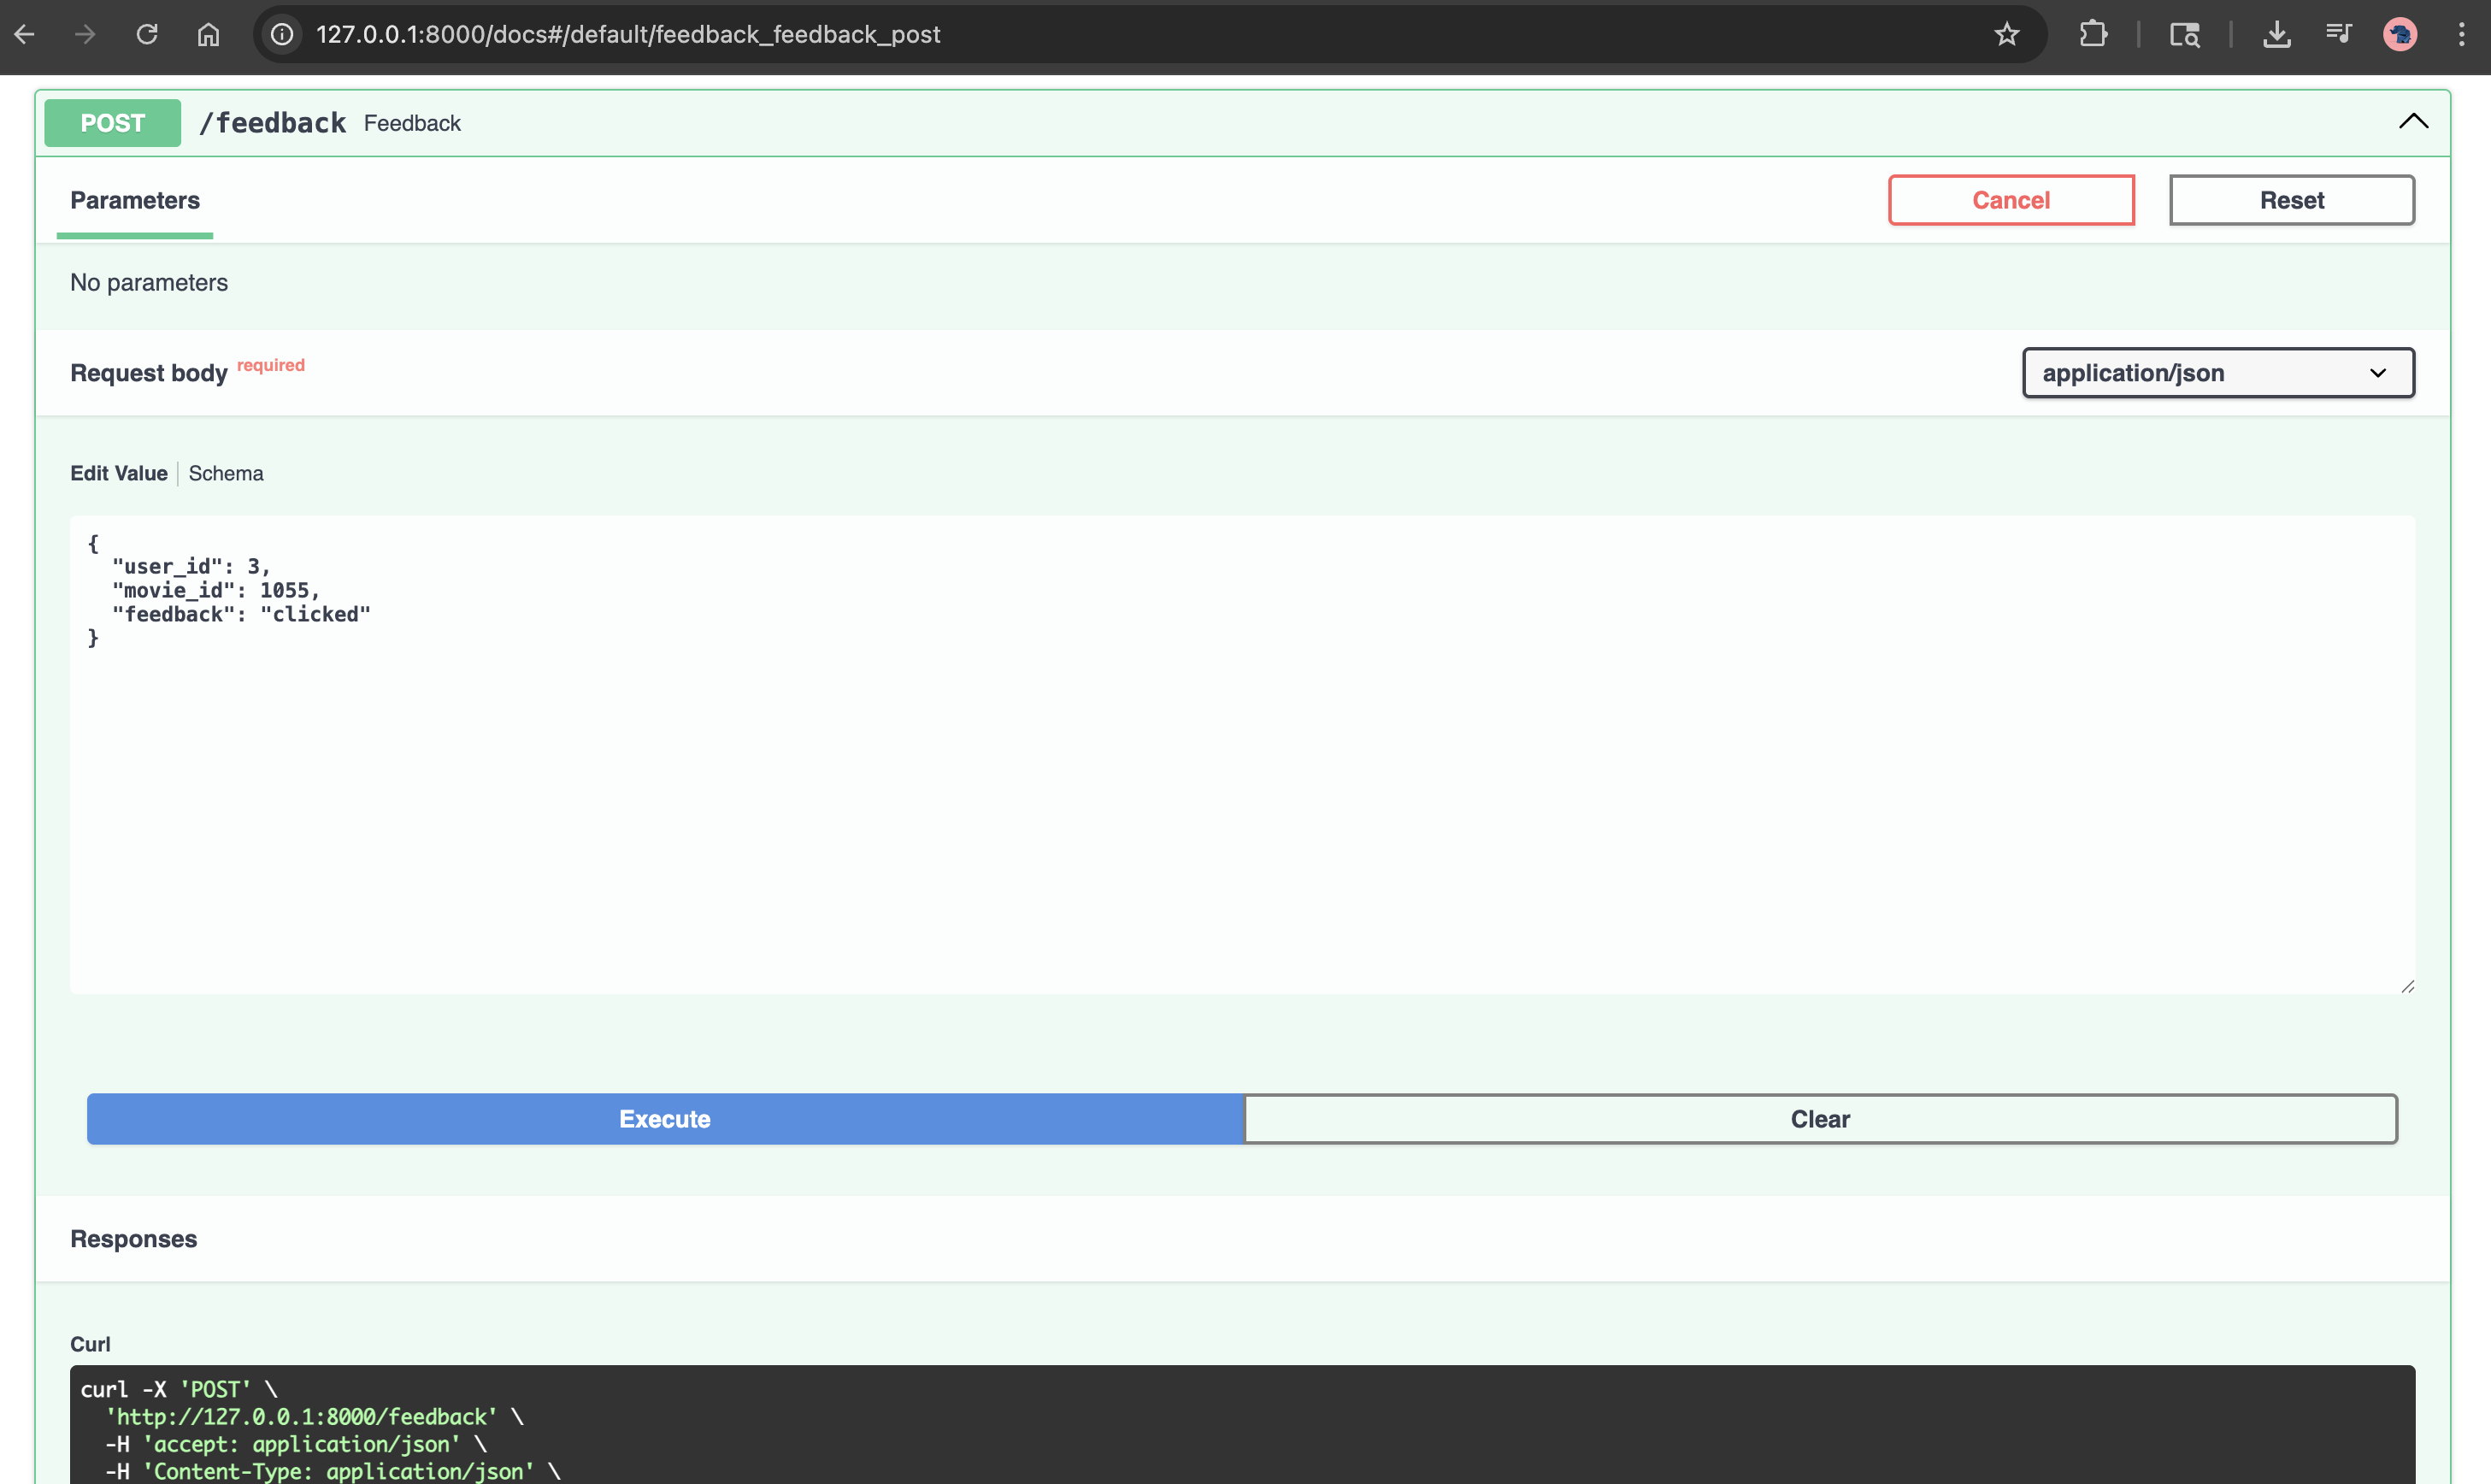 127.0.0.1:8000/docs#/default/feedback_feedback_post
POST /feedback Feedback
Parameters
Cancel
Reset
No parameters
Request body required
application/json
Edit Value | Schema
{
  "user_id": 3,
  "movie_id": 1055,
  "feedback": "clicked"
}
Execute
Clear
Responses
Curl
curl -X 'POST' \
  'http://127.0.0.1:8000/feedback' \
  -H 'accept: application/json' \
  -H 'Content-Type: application/json' \